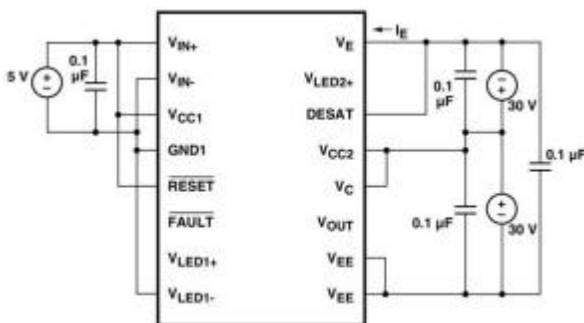 5 V
+
−
0.1
µF
VIN+
VIN-
VCC1
GND1
RESET
FAULT
VLED1+
VLED1-
VE
VLED2+
DESAT
VCC2
VC
VOUT
VEE
VEE
IE
0.1
µF
−
+
30 V
0.1 µF
0.1 µF
+
−
30 V